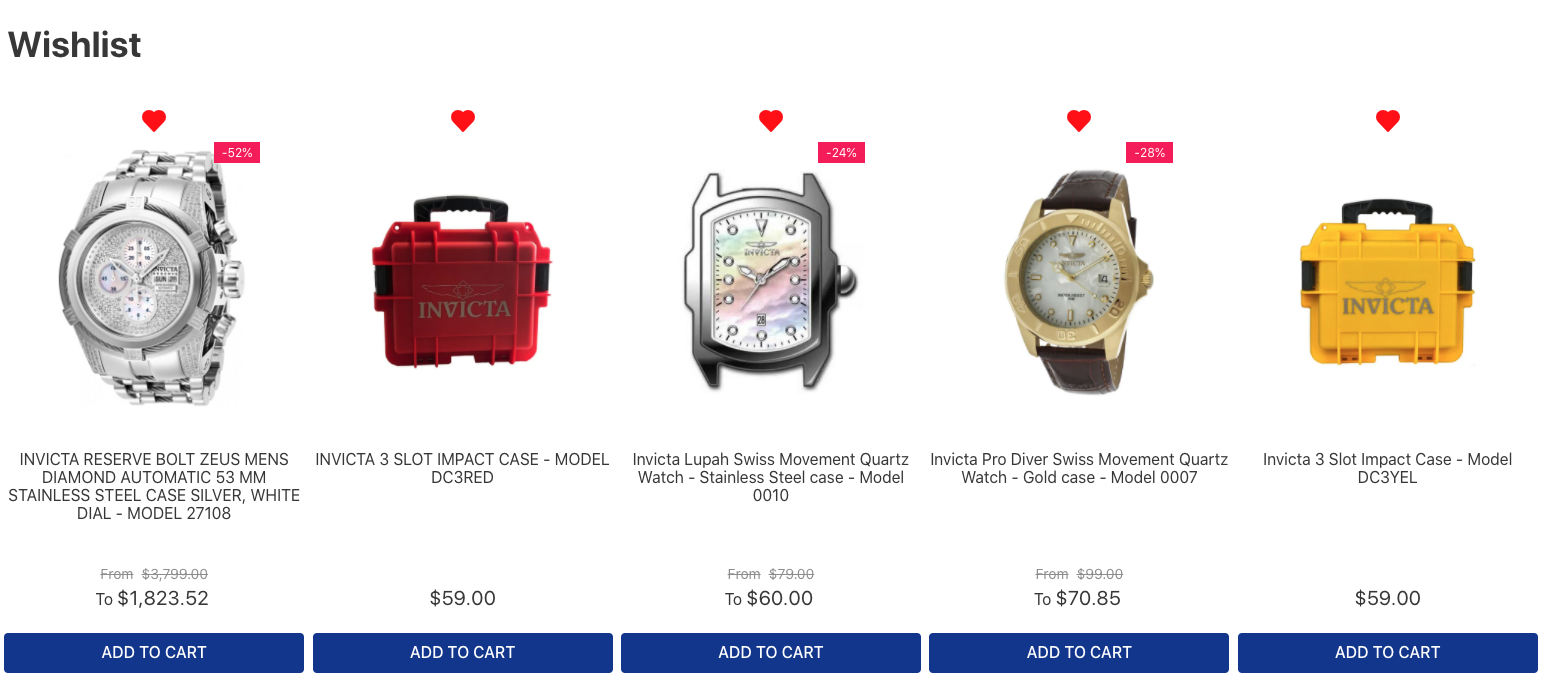 Wishlist
-52%
-24%
-28%
INVICTA
INVICTA
INVICTA
INVICTA
INVICTA
SUN 28
28
INVICTA RESERVE BOLT ZEUS MENS
DIAMOND AUTOMATIC 53 MM
STAINLESS STEEL CASE SILVER, WHITE
DIAL - MODEL 27108
INVICTA 3 SLOT IMPACT CASE - MODEL
DC3RED
Invicta Lupah Swiss Movement Quartz
Watch - Stainless Steel case - Model
0010
Invicta Pro Diver Swiss Movement Quartz
Watch - Gold case - Model 0007
Invicta 3 Slot Impact Case - Model
DC3YEL
From $3,799.00
To $1,823.52
$59.00
From $79.00
To $60.00
From $99.00
To $70.85
$59.00
ADD TO CART
ADD TO CART
ADD TO CART
ADD TO CART
ADD TO CART